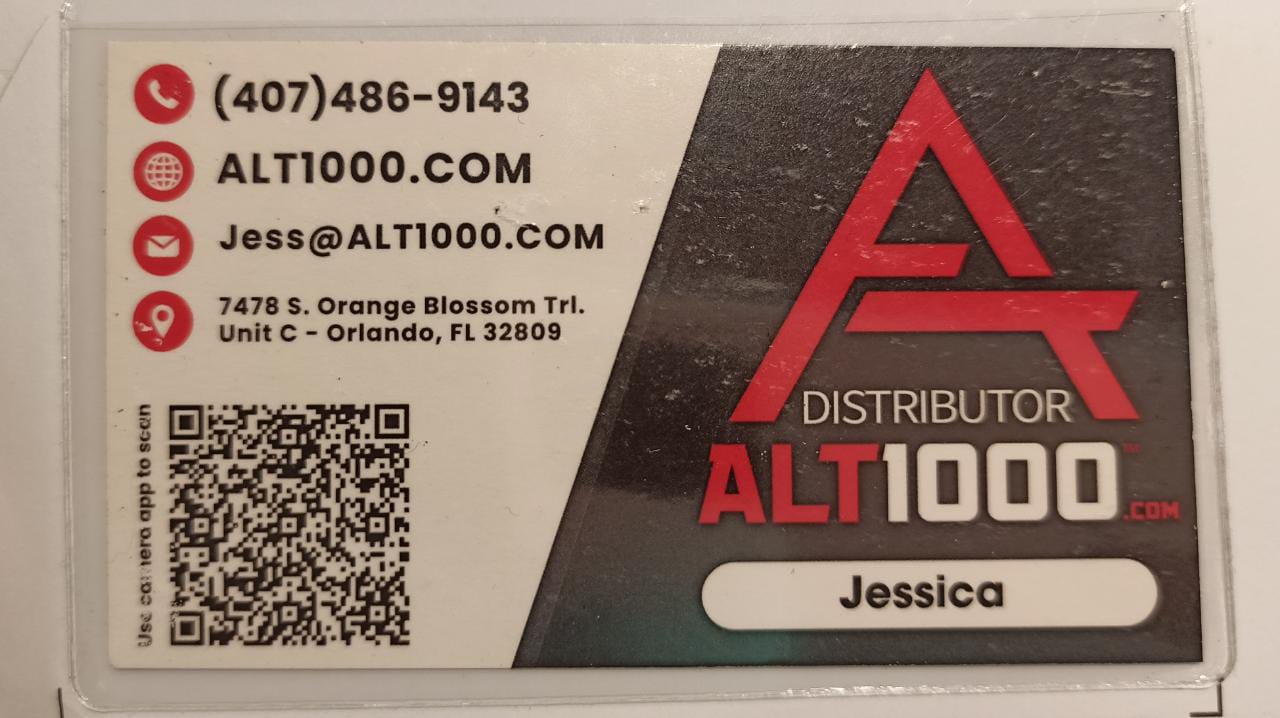 (407)486-9143
ALT1000.COM
Jess@ALT1000.COM
7478 S. Orange Blossom Trl.
Unit C - Orlando, FL 32809
Use camera app to scan
DISTRIBUTOR
ALT1000™.COM
Jessica